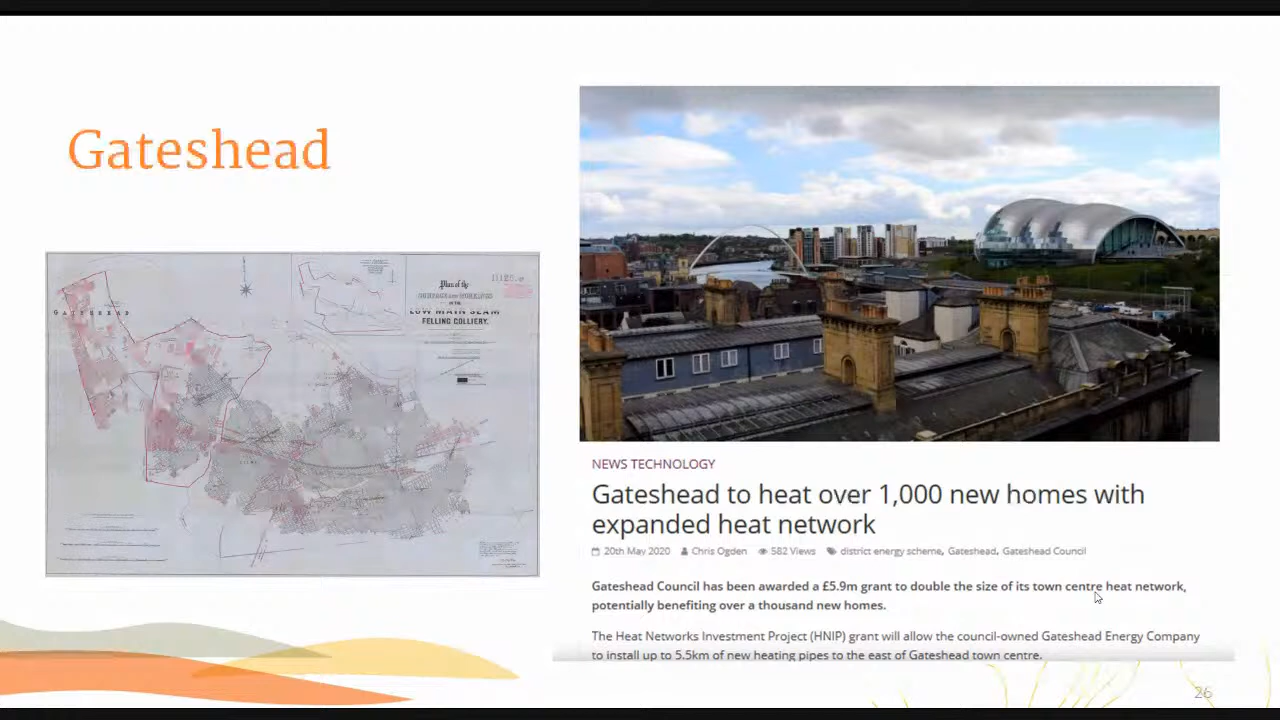 Gateshead
GATESHEAD
Plan of the
LOW MAIN SEAM
FELLING COLLIERY.
NEWS TECHNOLOGY
Gateshead to heat over 1,000 new homes with
expanded heat network
20th May 2020 Chris Ogden 582 Views district energy scheme, Gateshead, Gateshead Council
Gateshead Council has been awarded a £5.9m grant to double the size of its town centre heat network,
potentially benefiting over a thousand new homes.
The Heat Networks Investment Project (HNIP) grant will allow the council-owned Gateshead Energy Company
to install up to 5.5km of new heating pipes to the east of Gateshead town centre.
26